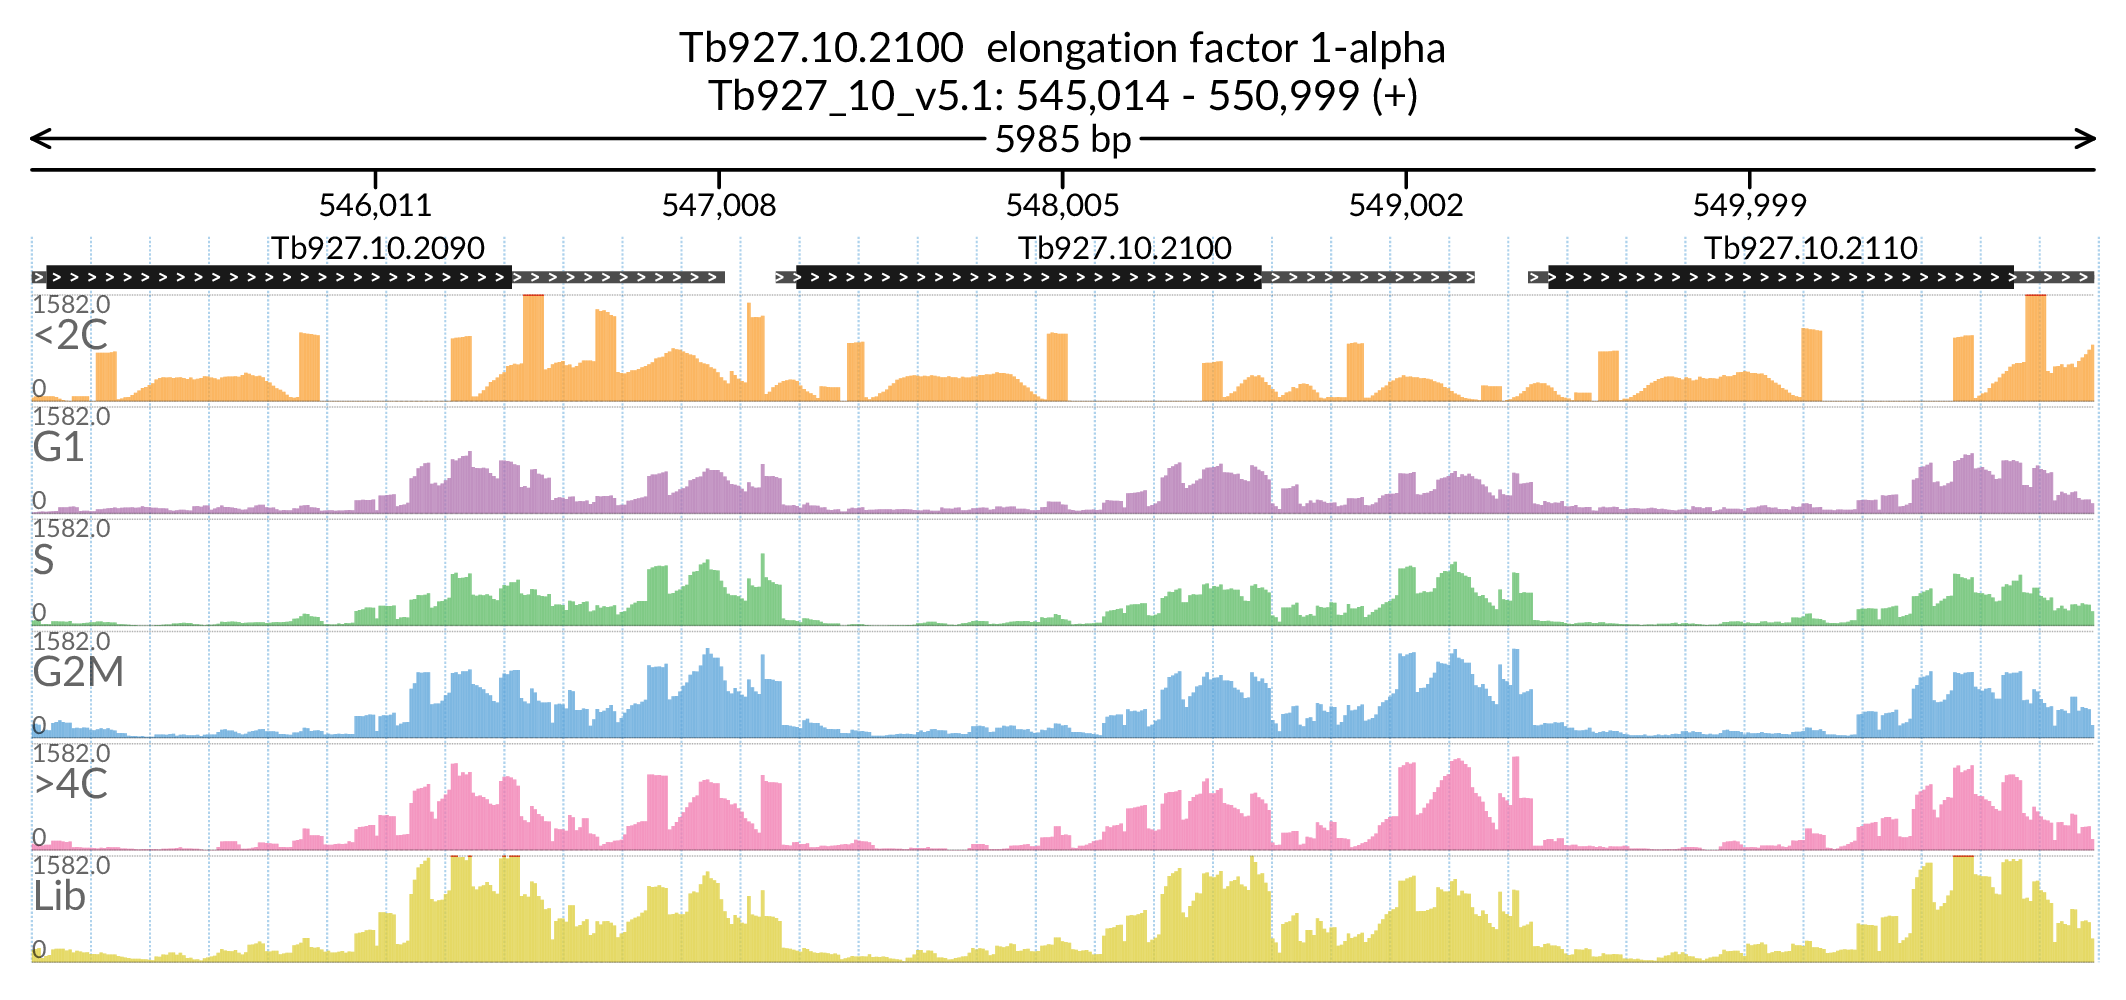 Tb927.10.2100 elongation factor 1-alpha
Tb927_10_v5.1: 545,014 - 550,999 (+)
5985 bp
546,011 547,008 548,005 549,002 549,999
Tb927.10.2090 Tb927.10.2100 Tb927.10.2110
1582.0
<2C
0
1582.0
G1
0
1582.0
S
0
1582.0
G2M
0
1582.0
>4C
0
1582.0
Lib
0